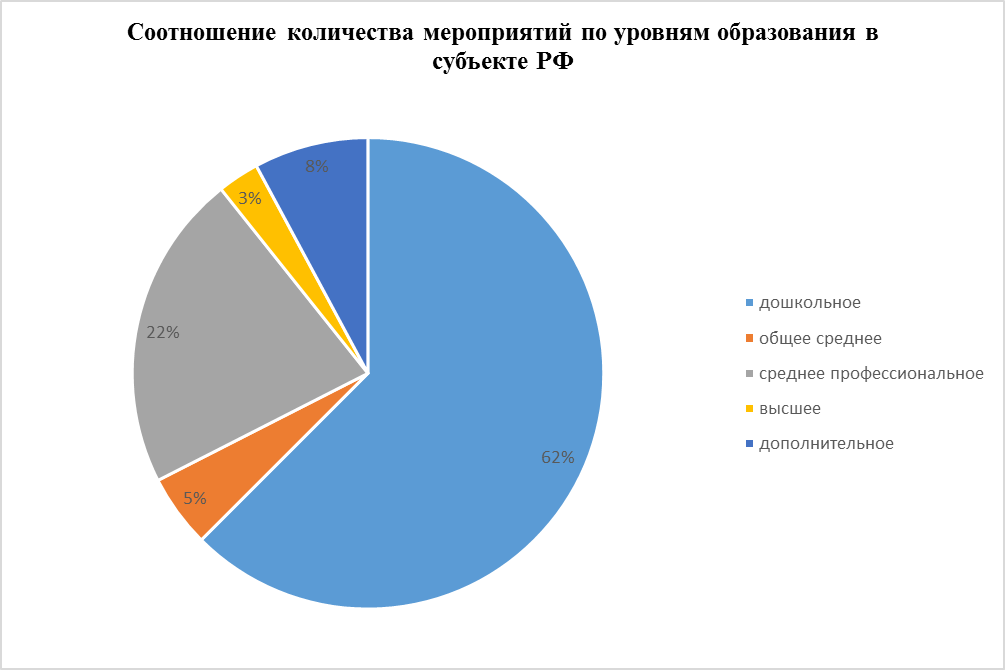 Соотношение количества мероприятий по уровням образования в
субъекте РФ
8%
3%
22%
5%
62%
дошкольное
общее среднее
среднее профессиональное
высшее
дополнительное